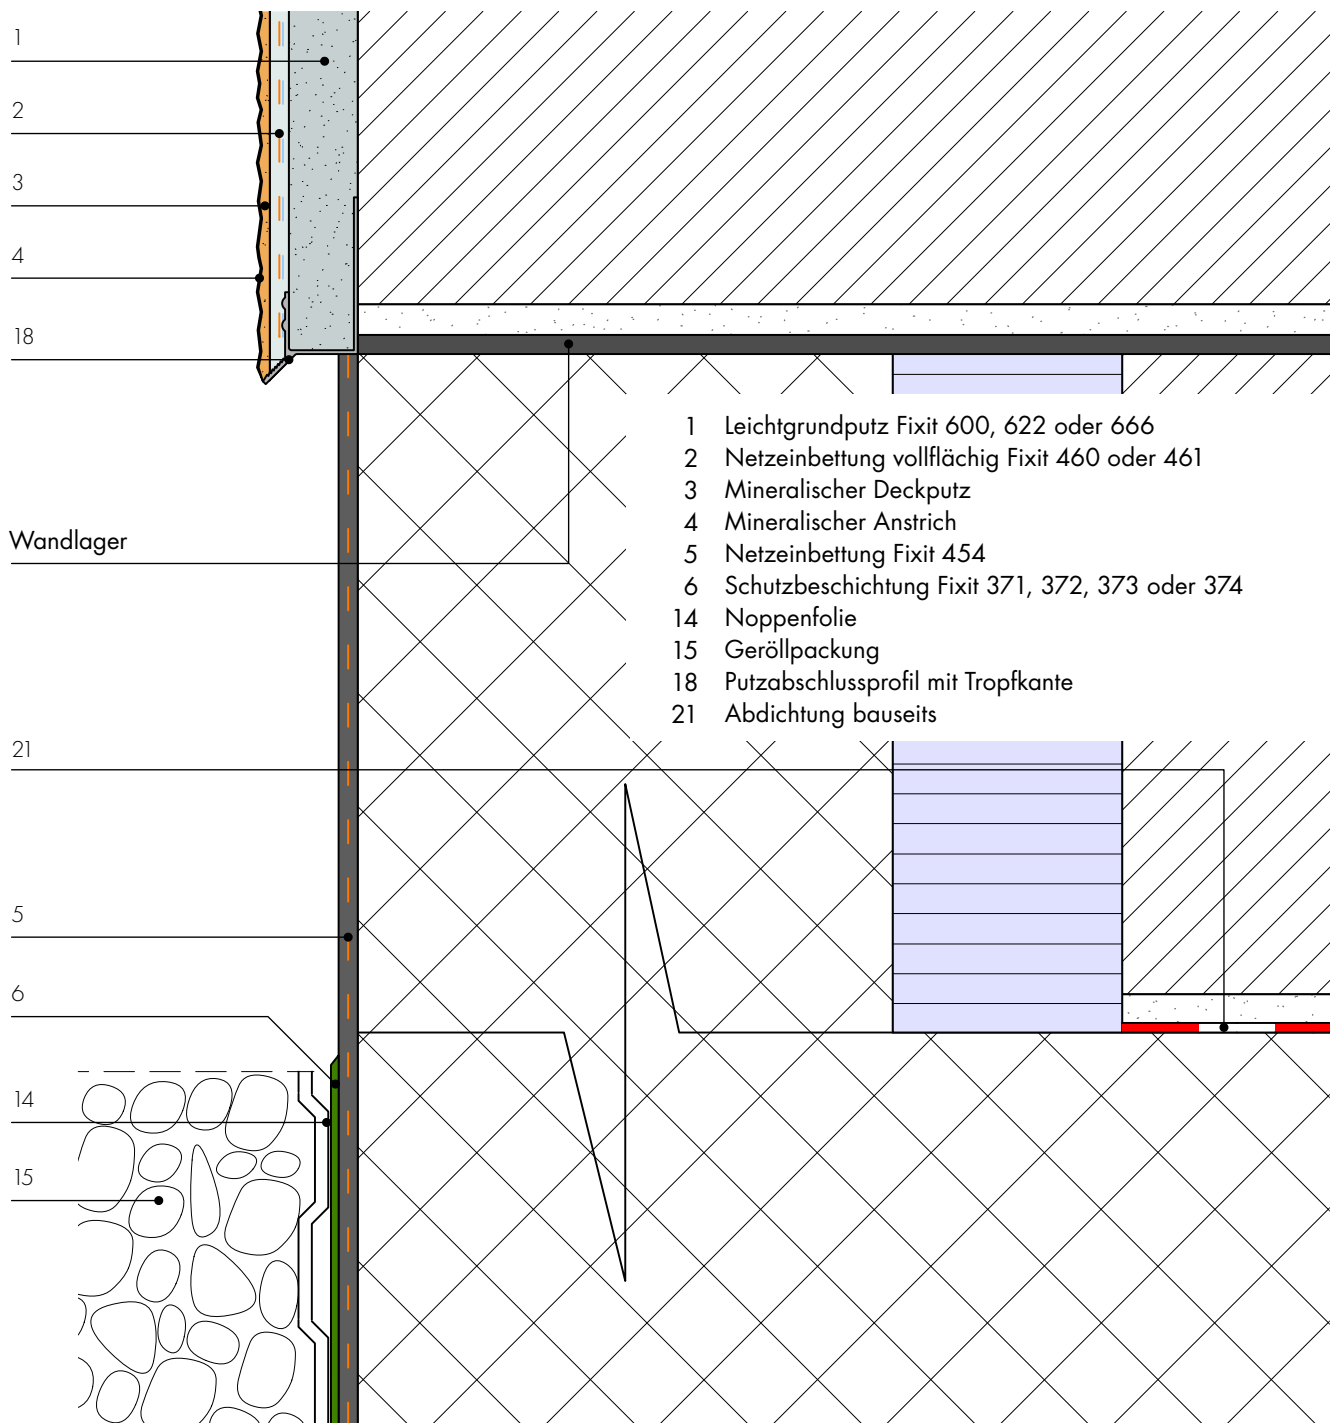 1
2
3
4
18
Wandlager
21
5
6
14
15
1 Leichtgrundputz Fixit 600, 622 oder 666
2 Netzeinbettung vollflächig Fixit 460 oder 461
3 Mineralischer Deckputz
4 Mineralischer Anstrich
5 Netzeinbettung Fixit 454
6 Schutzbeschichtung Fixit 371, 372, 373 oder 374
14 Noppenfolie
15 Geröllpackung
18 Putzabschlussprofil mit Tropfkante
21 Abdichtung bauseits